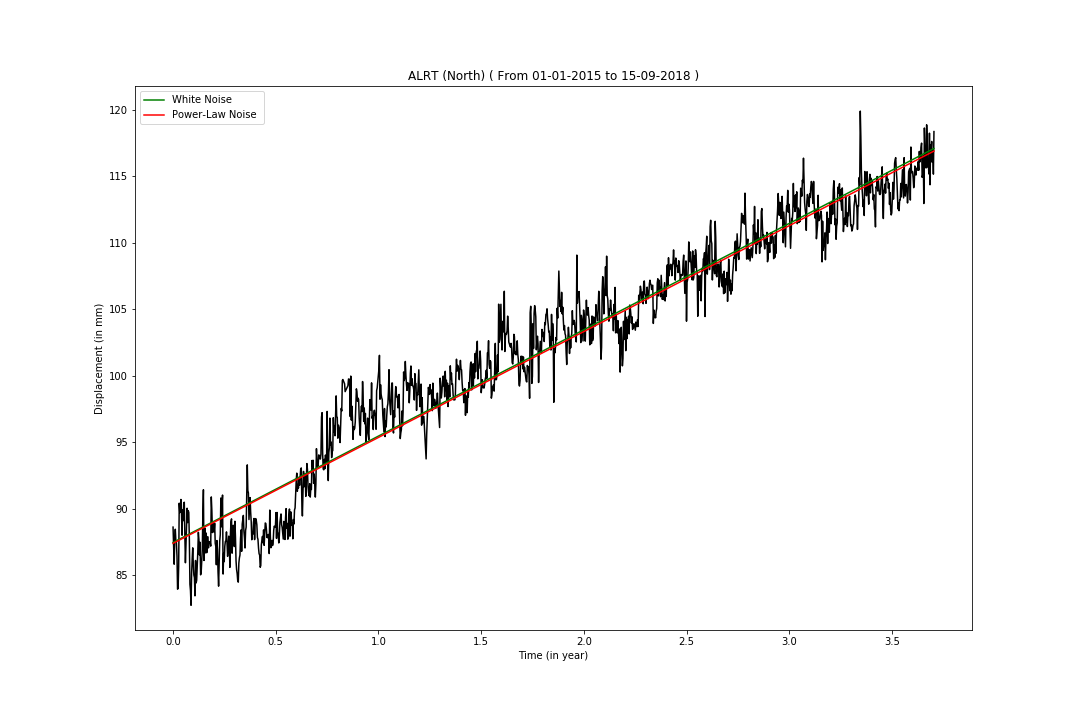 ALRT (North) ( From 01-01-2015 to 15-09-2018 )
White Noise
Power-Law Noise
120
115
110
105
100
95
90
85
Displacement (in mm)
0.0 0.5 1.0 1.5 2.0 2.5 3.0 3.5
Time (in year)